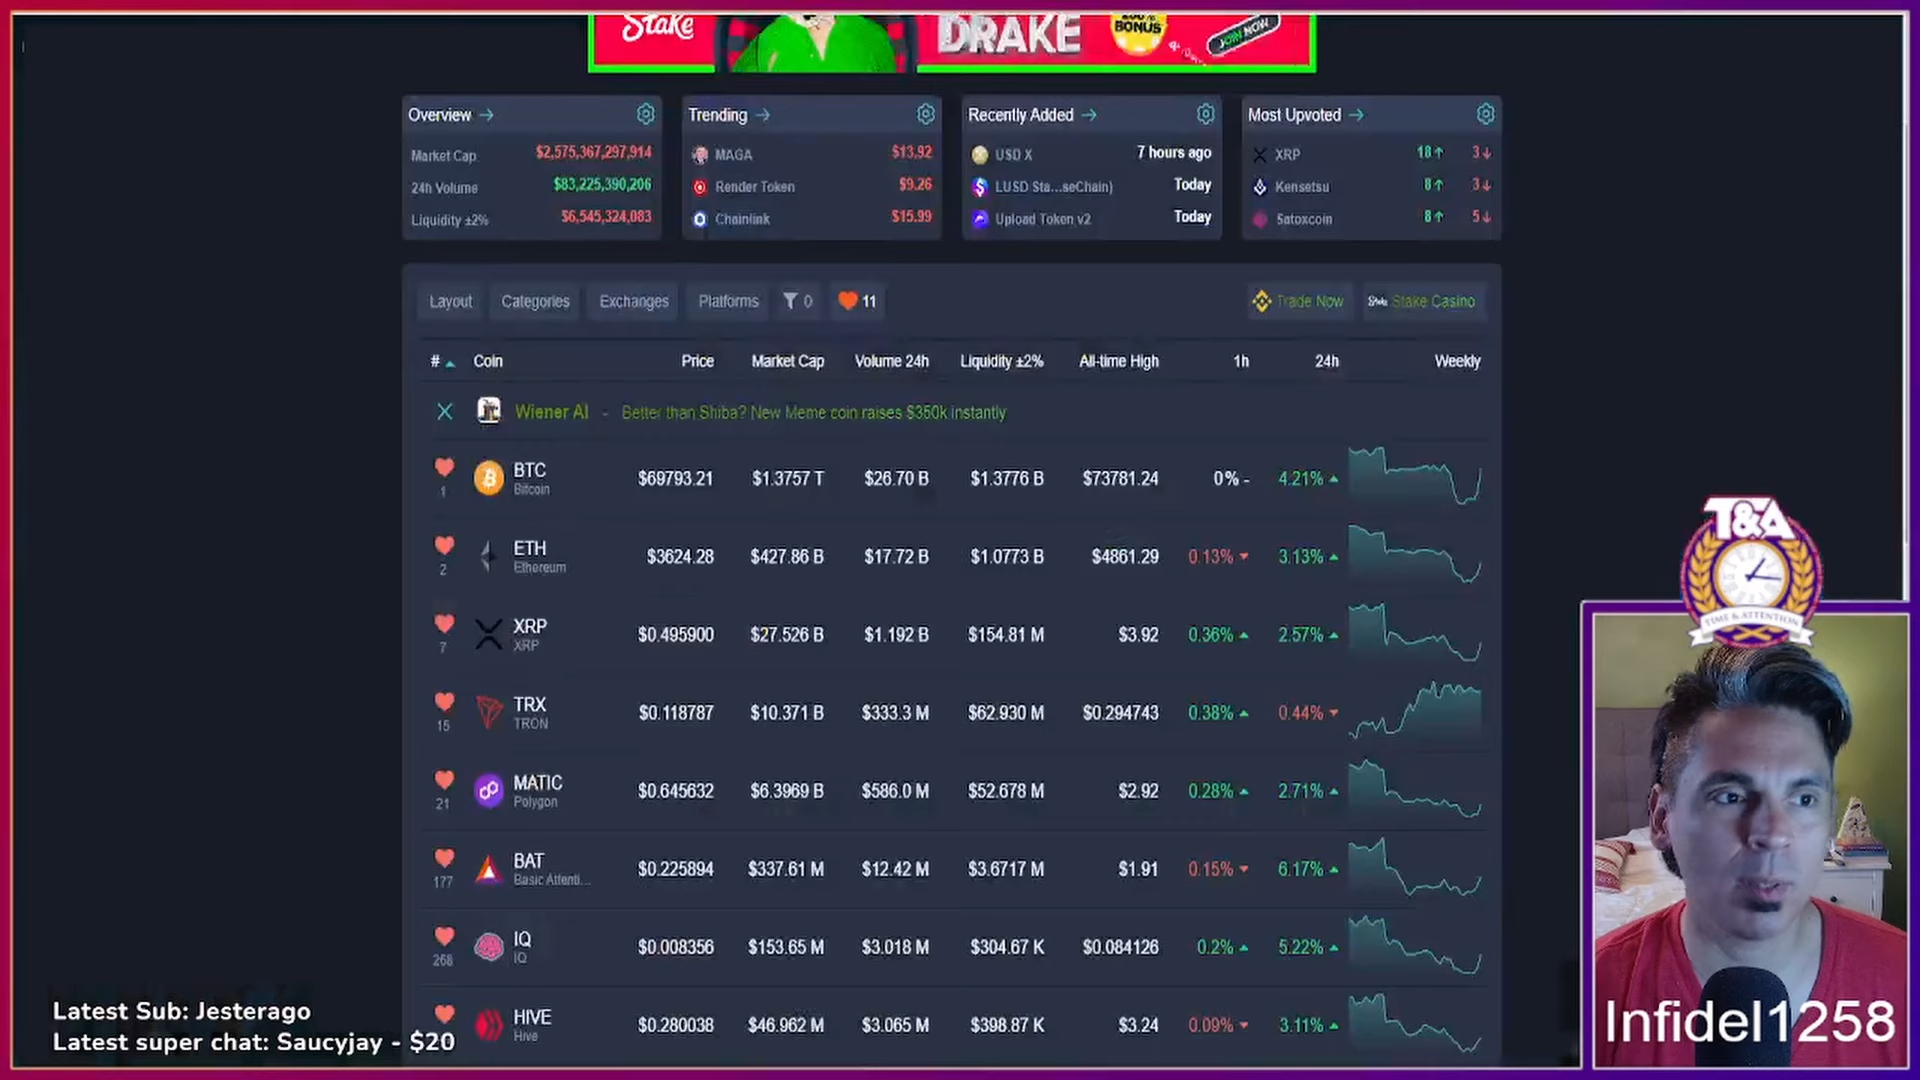 Stake
DRAKE
BONUS
JOIN NOW
Overview
Market Cap $2,575,367,297,914
24h Volume $83,225,390,206
Liquidity ±2% $6,545,324,083
Trending
MAGA $13.92
Render Token $9.26
Chainlink $15.99
Recently Added
USD X 7 hours ago
LUSD Sta...seChain) Today
Upload Token v2 Today
Most Upvoted
XRP 18 3
Kensetsu 8 3
Satoxcoin 8 5
Layout Categories Exchanges Platforms 0 11 Trade Now Stake Stake Casino
# Coin Price Market Cap Volume 24h Liquidity ±2% All-time High 1h 24h Weekly
Wiener AI - Better than Shiba? New Meme coin raises $350k instantly
BTC
1 Bitcoin $69793.21 $1.3757 T $26.70 B $1.3776 B $73781.24 0% - 4.21%
ETH
2 Ethereum $3624.28 $427.86 B $17.72 B $1.0773 B $4861.29 0.13% 3.13%
XRP
7 XRP $0.495900 $27.526 B $1.192 B $154.81 M $3.92 0.36% 2.57%
TRX
15 TRON $0.118787 $10.371 B $333.3 M $62.930 M $0.294743 0.38% 0.44%
MATIC
21 Polygon $0.645632 $6.3969 B $586.0 M $52.678 M $2.92 0.28% 2.71%
BAT
177 Basic Attenti... $0.225894 $337.61 M $12.42 M $3.6717 M $1.91 0.15% 6.17%
IQ
268 IQ $0.008356 $153.65 M $3.018 M $304.67 K $0.084126 0.2% 5.22%
HIVE
Hive $0.280038 $46.962 M $3.065 M $398.87 K $3.24 0.09% 3.11%
T&A
TIME & ATTENTION
Latest Sub: Jesterago
Latest super chat: Saucyjay - $20
Infidel1258